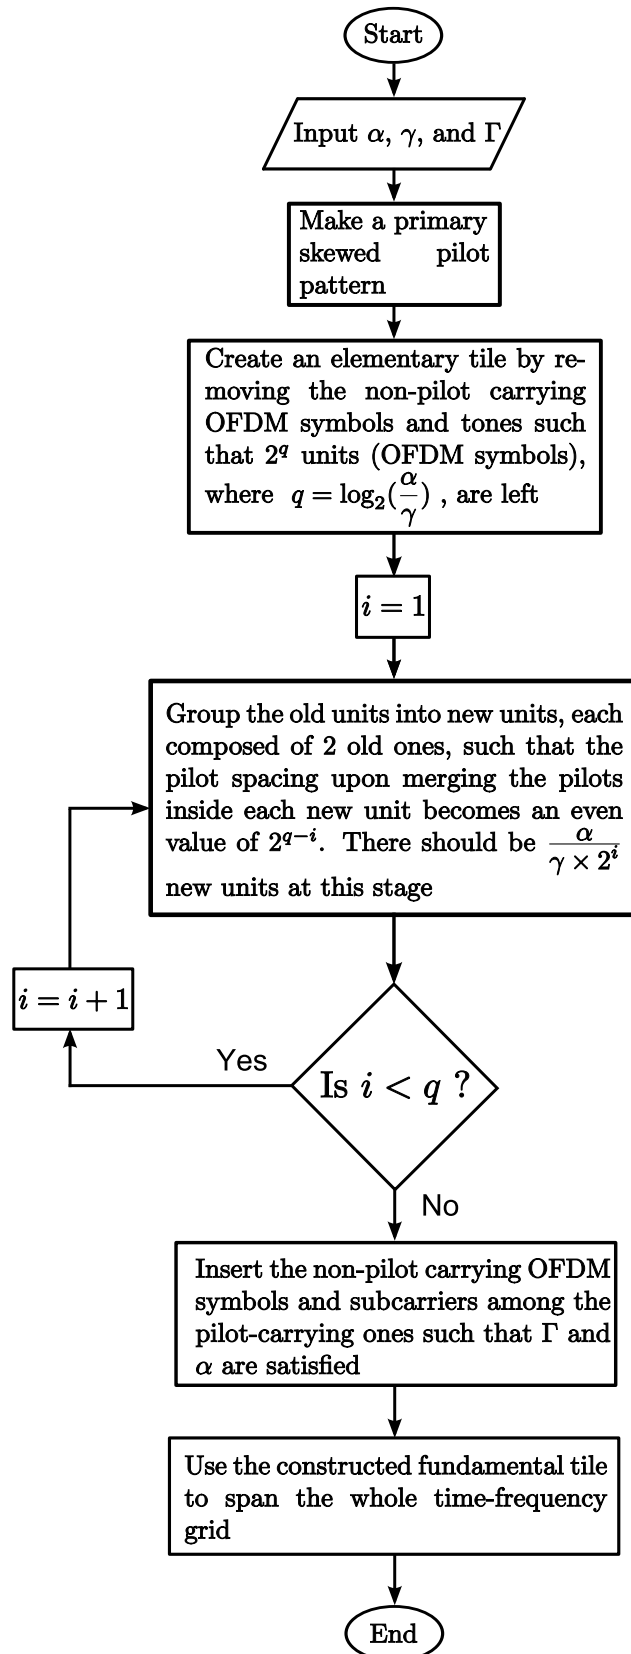 Start
Input α, γ, and Γ
Make a primary
skewed pilot
pattern
Create an elementary tile by re-
moving the non-pilot carrying
OFDM symbols and tones such
that 2^q units (OFDM symbols),
where q = log₂(α/γ) , are left
i = 1
Group the old units into new units, each
composed of 2 old ones, such that the
pilot spacing upon merging the pilots
inside each new unit becomes an even
value of 2^{q−i}. There should be α/(γ × 2^i)
new units at this stage
i = i + 1
Yes
Is i < q ?
No
Insert the non-pilot carrying OFDM
symbols and subcarriers among the
pilot-carrying ones such that Γ and
α are satisfied
Use the constructed fundamental tile
to span the whole time-frequency
grid
End